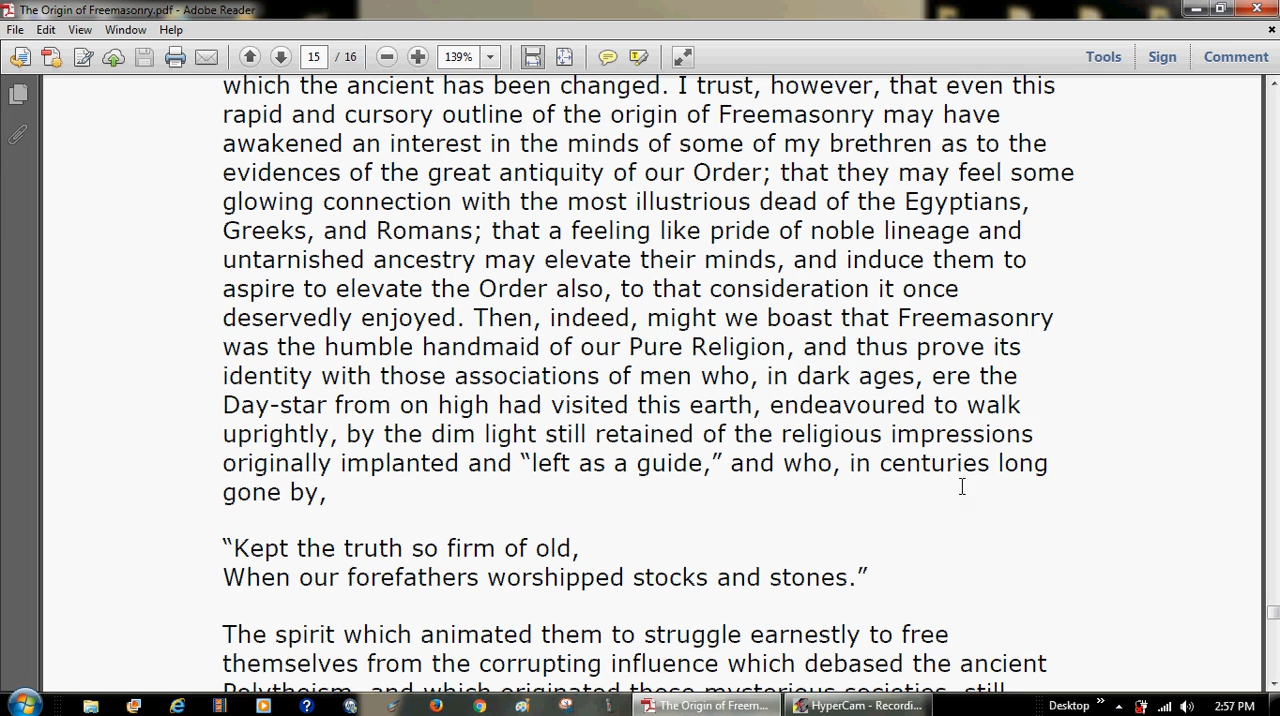 The Origin of Freemasonry.pdf - Adobe Reader
File Edit View Window Help
15 / 16 139% Tools Sign Comment
which the ancient has been changed. I trust, however, that even this
rapid and cursory outline of the origin of Freemasonry may have
awakened an interest in the minds of some of my brethren as to the
evidences of the great antiquity of our Order; that they may feel some
glowing connection with the most illustrious dead of the Egyptians,
Greeks, and Romans; that a feeling like pride of noble lineage and
untarnished ancestry may elevate their minds, and induce them to
aspire to elevate the Order also, to that consideration it once
deservedly enjoyed. Then, indeed, might we boast that Freemasonry
was the humble handmaid of our Pure Religion, and thus prove its
identity with those associations of men who, in dark ages, ere the
Day-star from on high had visited this earth, endeavoured to walk
uprightly, by the dim light still retained of the religious impressions
originally implanted and “left as a guide,” and who, in centuries long
gone by,
“Kept the truth so firm of old,
When our forefathers worshipped stocks and stones.”
The spirit which animated them to struggle earnestly to free
themselves from the corrupting influence which debased the ancient
Polytheism, and which originated those mysterious societies, still
The Origin of Freem... HyperCam - Recordi... Desktop » 2:57 PM